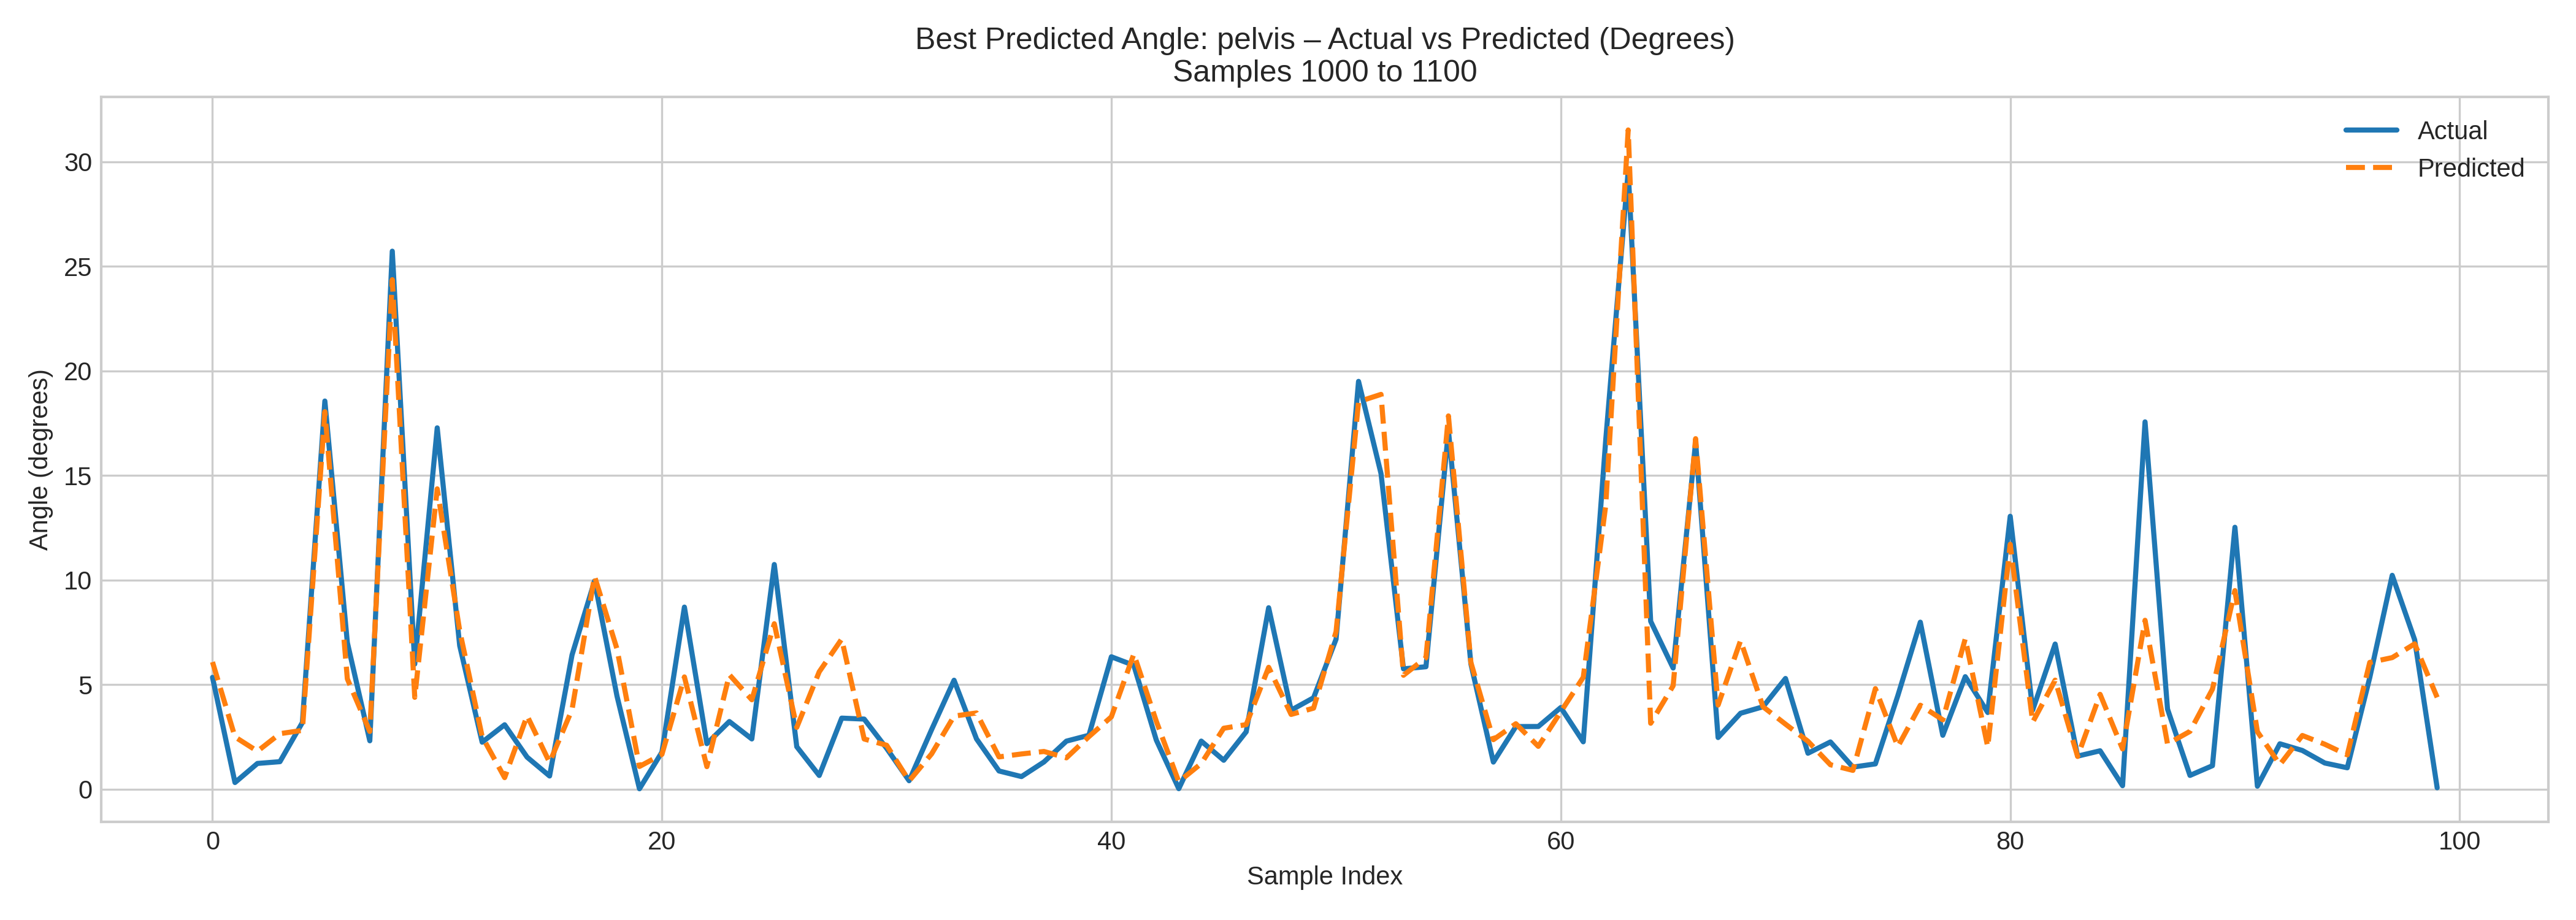 Best Predicted Angle: pelvis – Actual vs Predicted (Degrees)
Samples 1000 to 1100
Actual
Predicted
Angle (degrees)
30
25
20
15
10
5
0
0 20 40 60 80 100
Sample Index